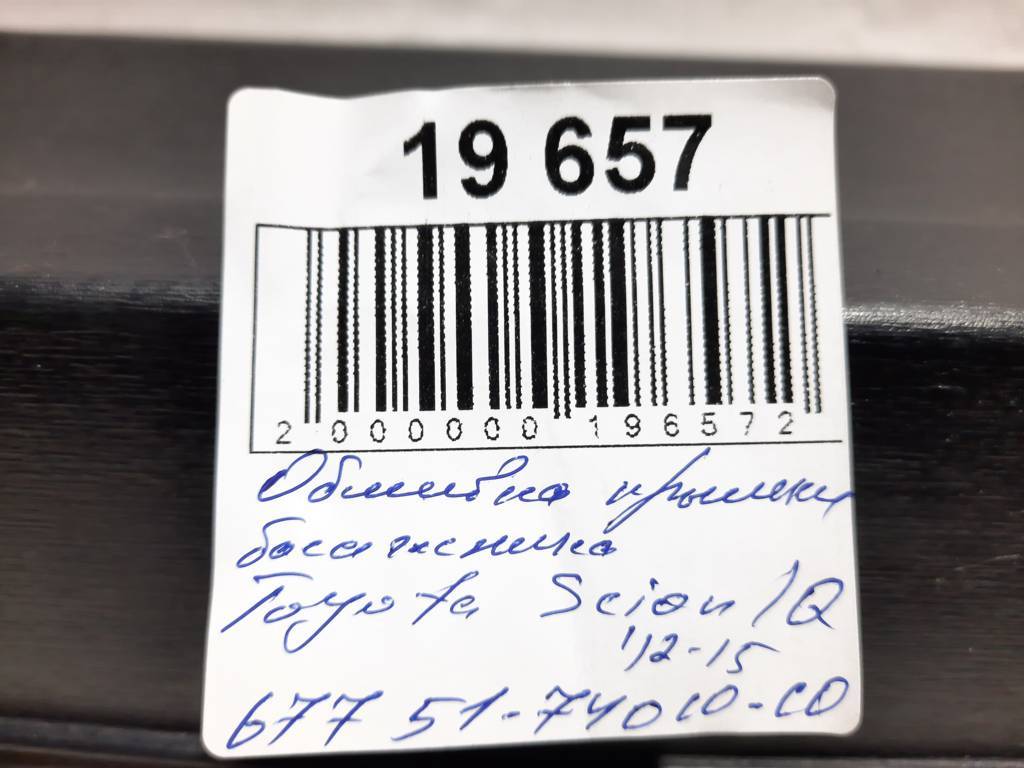 19 657
2 000000 196572
Обшивка крышки
багажника
Toyota Scion IQ
'12-15
677 51-74010-C0